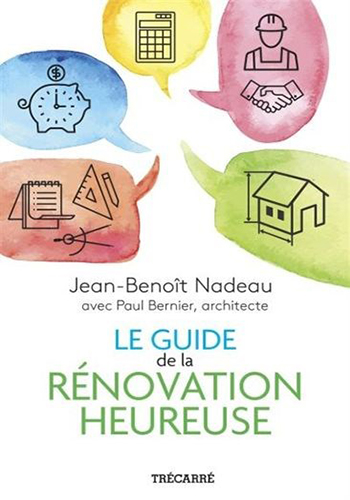 Jean-Benoît Nadeau
avec Paul Bernier, architecte
LE GUIDE
de la
RÉNOVATION
HEUREUSE
TRÉCARRÉ